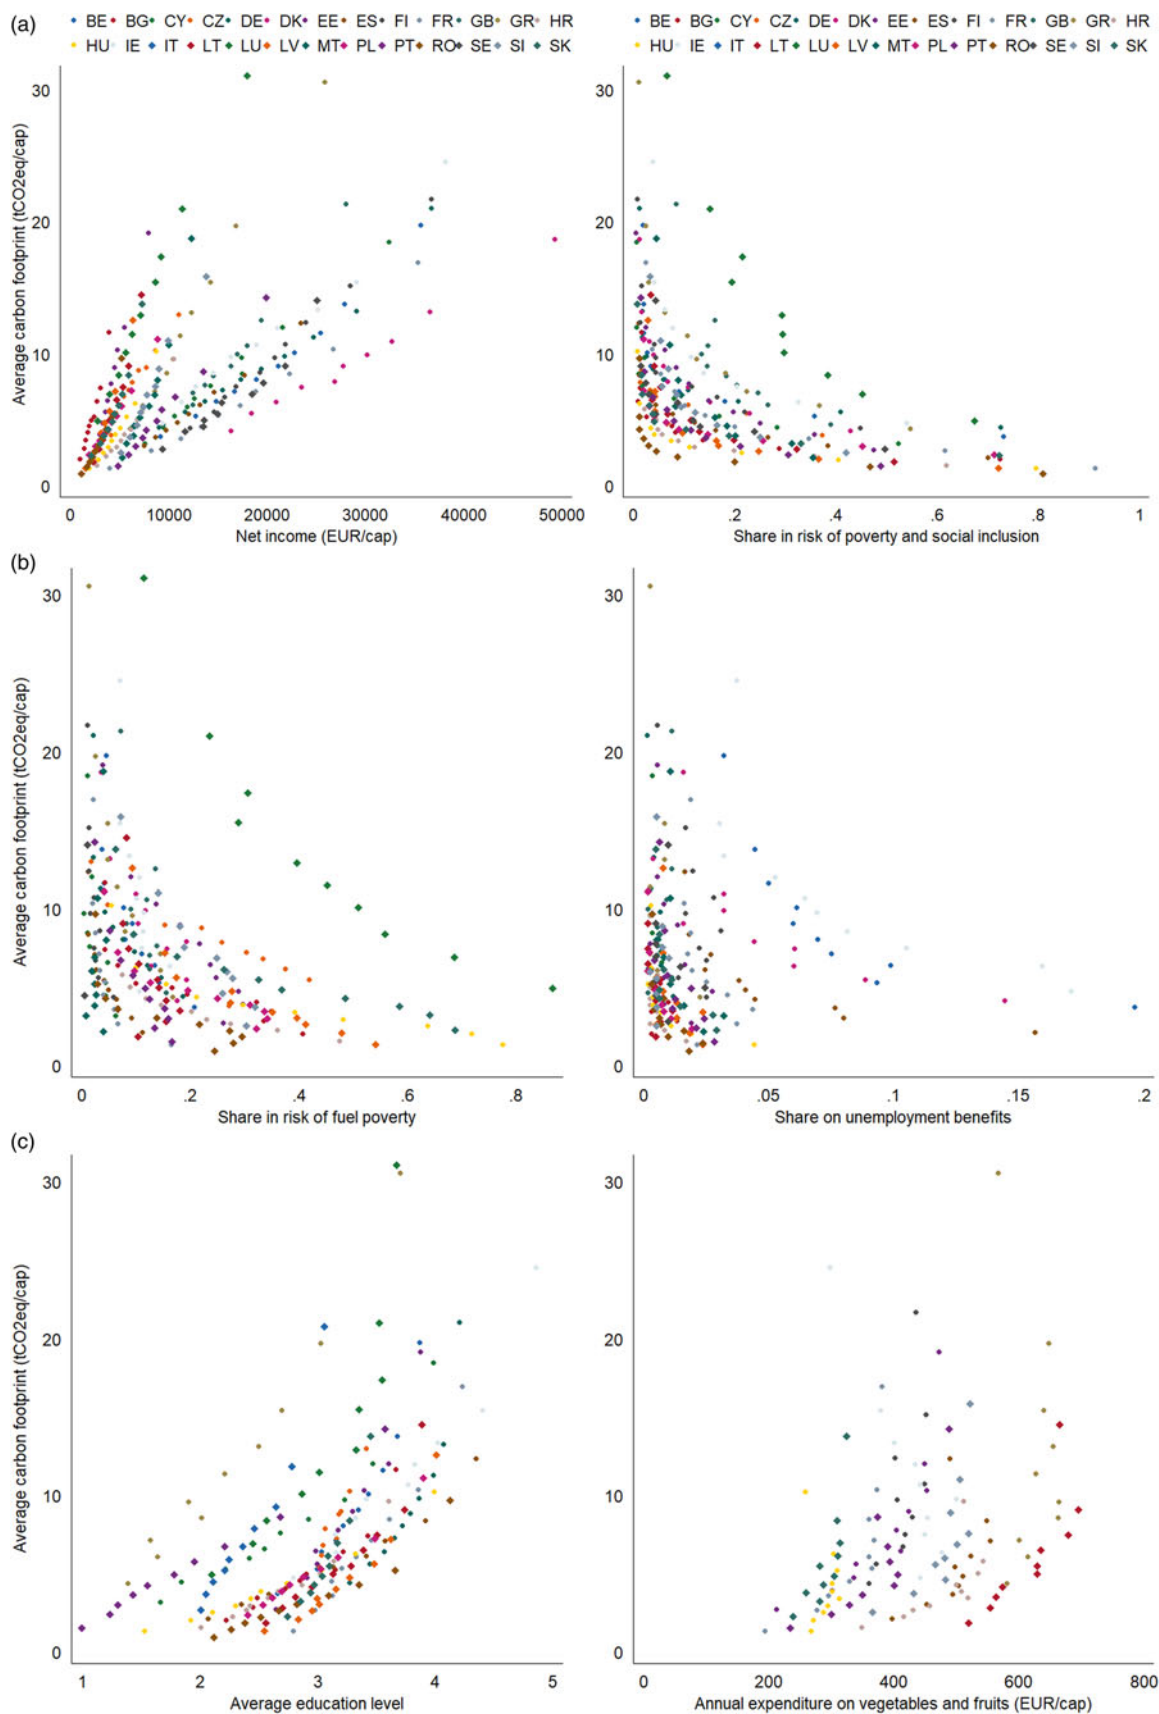 (a)
BE BG CY CZ DE DK EE ES FI FR GB GR HR
HU IE IT LT LU LV MT PL PT RO SE SI SK
BE BG CY CZ DE DK EE ES FI FR GB GR HR
HU IE IT LT LU LV MT PL PT RO SE SI SK
Average carbon footprint (tCO2eq/cap)
30
20
10
0
0 10000 20000 30000 40000 50000
Net income (EUR/cap)
30
20
10
0
0 .2 .4 .6 .8 1
Share in risk of poverty and social inclusion
(b)
Average carbon footprint (tCO2eq/cap)
30
20
10
0
0 .2 .4 .6 .8
Share in risk of fuel poverty
30
20
10
0
0 .05 .1 .15 .2
Share on unemployment benefits
(c)
Average carbon footprint (tCO2eq/cap)
30
20
10
0
1 2 3 4 5
Average education level
30
20
10
0
0 200 400 600 800
Annual expenditure on vegetables and fruits (EUR/cap)